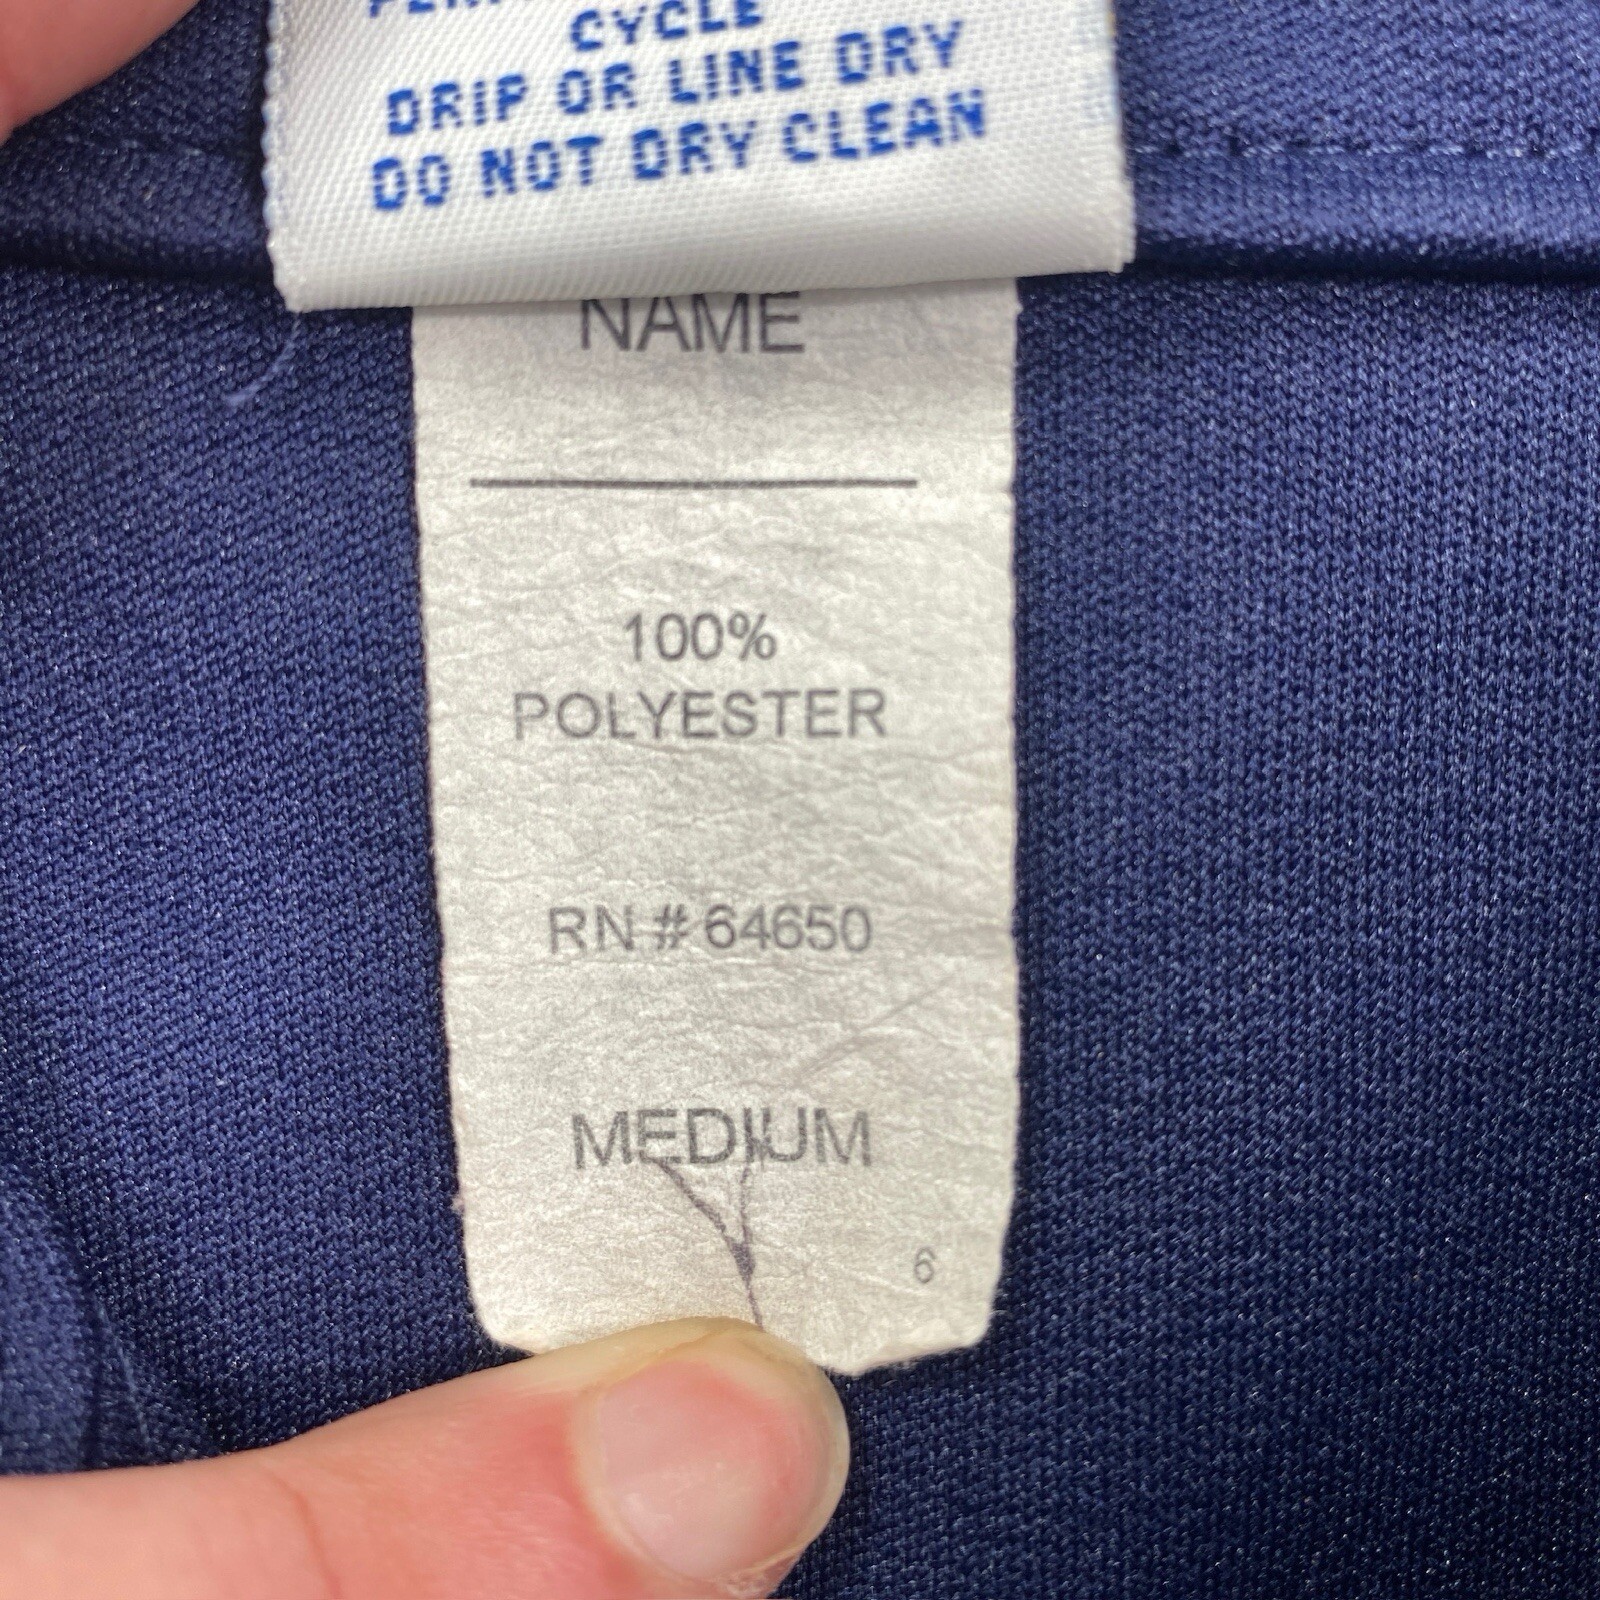 CYCLE
DRIP OR LINE DRY
DO NOT DRY CLEAN
NAME
100%
POLYESTER
RN # 64650
MEDIUM
6